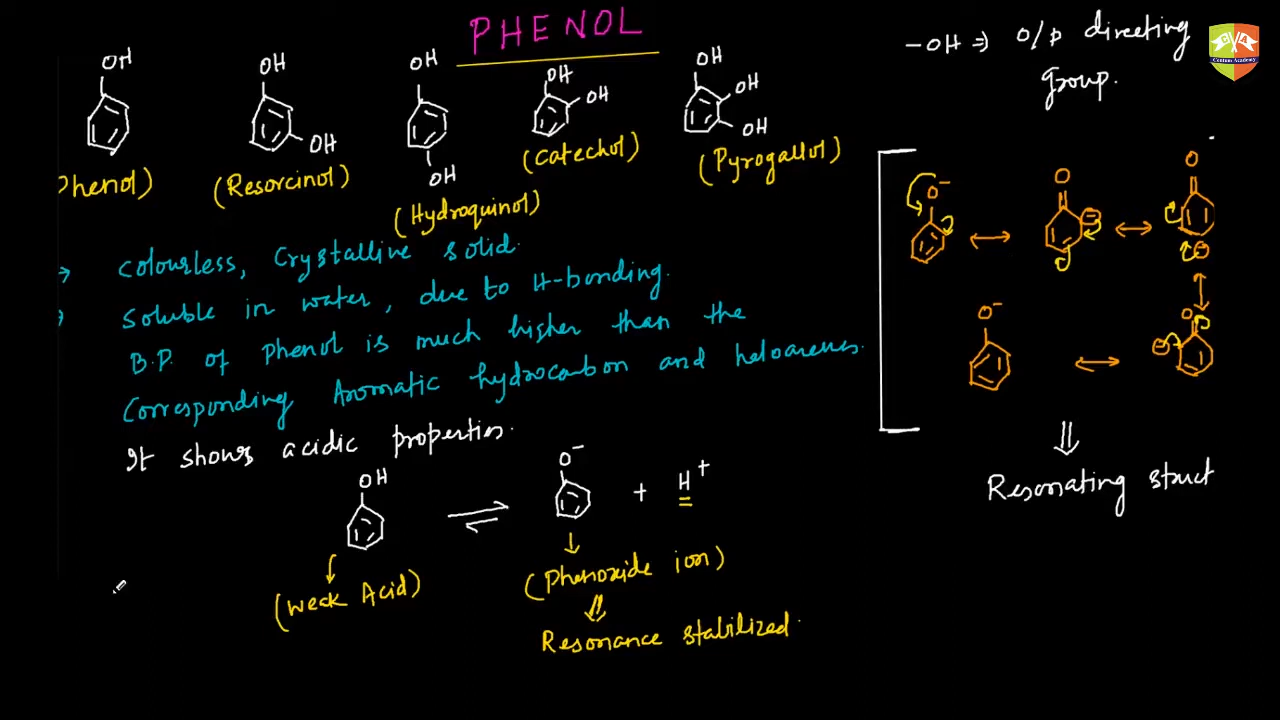 PHENOL
-OH ⇒ O/P directing
group.
OH
OH
OH
OH
OH
OH
OH
OH
OH
OH
Phenol)
(Resorcinol)
(Hydroquinol)
(Catechol)
(Pyrogallol)
→ Colourless, Crystalline solid.
→ Soluble in water, due to H-bonding.
B.P. of phenol is much higher than the
Corresponding Aromatic hydrocarbon and haloarenes.
It shows acidic properties.
OH
⇌
O⁻
+ H⁺
(Weak Acid)
(Phenoxide ion)
⇓
Resonance stabilized.
O⁻
↔
O
⊖
↔
O
⊖
-
↕
O⁻
↔
O
⊖
⇓
Resonating struct
Centum Academy